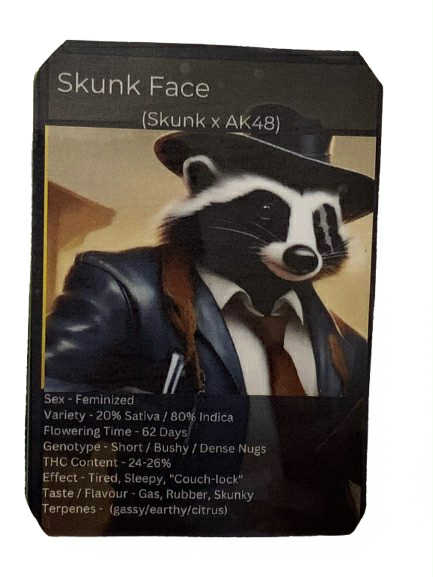 Skunk Face
(Skunk x AK48)
Sex - Feminized
Variety - 20% Sativa / 80% Indica
Flowering Time - 62 Days
Genotype - Short / Bushy / Dense Nugs
THC Content - 24-26%
Effect - Tired, Sleepy, "Couch-lock"
Taste / Flavour - Gas, Rubber, Skunky
Terpenes - (gassy/earthy/citrus)